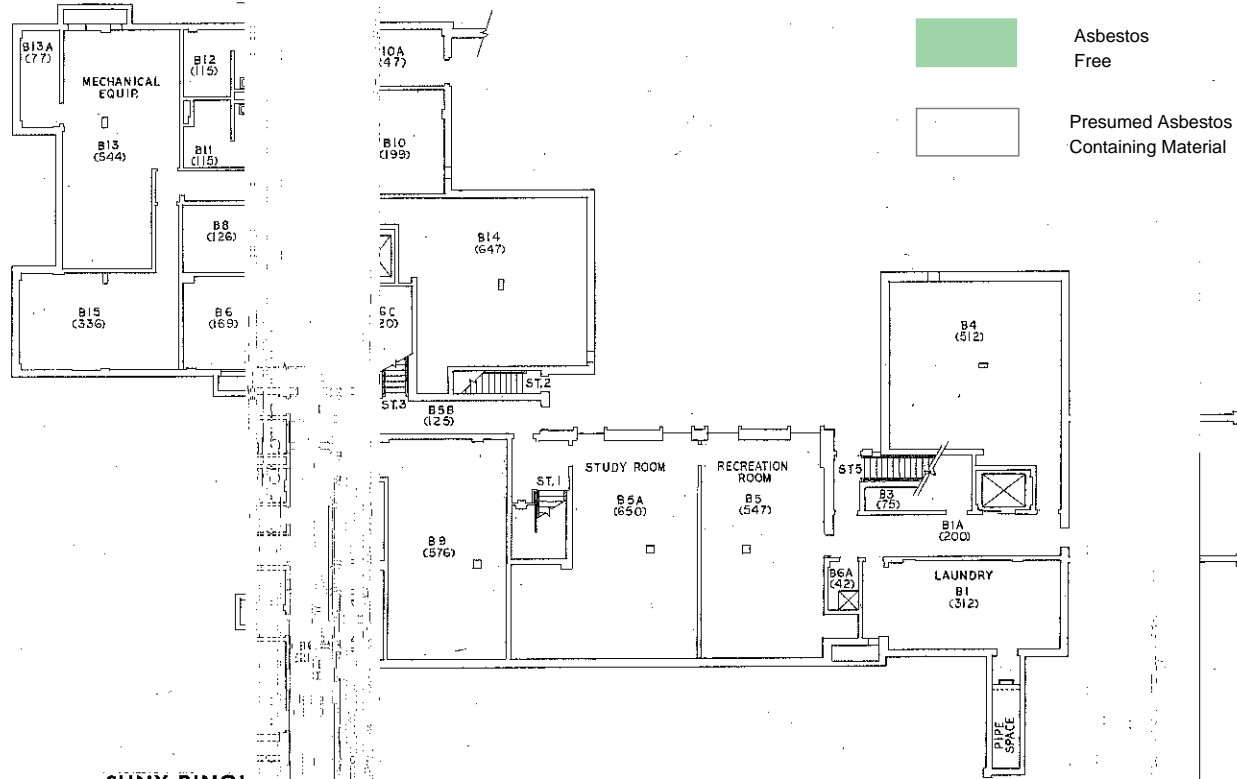 Asbestos
Free
Presumed Asbestos
Containing Material
B13A
(77)
MECHANICAL
EQUIP.
B13
(544)
B12
(115)
B11
(115)
10A
B10
(199)
B8
(126)
B14
(647)
B15
(336)
B6
(169)
6C
20)
B4
(512)
ST.2
ST.3
B5B
(125)
STUDY ROOM
RECREATION
ROOM
ST5
ST.1
B5A
(650)
B5
(547)
B3
(75)
B9
(576)
B1A
(200)
B6A
(42)
LAUNDRY
B1
(312)
PIPE
SPACE